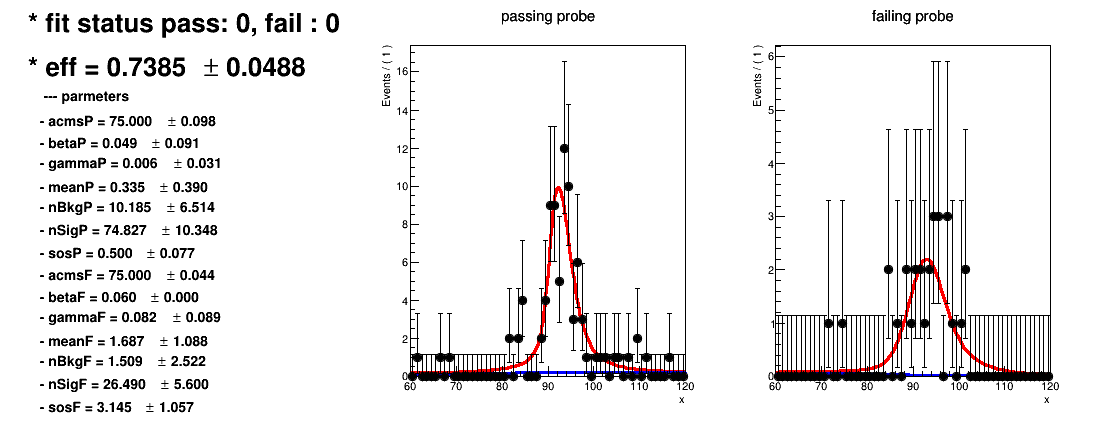 * fit status pass: 0, fail : 0
* eff = 0.7385 ± 0.0488
--- parmeters
- acmsP = 75.000 ± 0.098
- betaP = 0.049 ± 0.091
- gammaP = 0.006 ± 0.031
- meanP = 0.335 ± 0.390
- nBkgP = 10.185 ± 6.514
- nSigP = 74.827 ± 10.348
- sosP = 0.500 ± 0.077
- acmsF = 75.000 ± 0.044
- betaF = 0.060 ± 0.000
- gammaF = 0.082 ± 0.089
- meanF = 1.687 ± 1.088
- nBkgF = 1.509 ± 2.522
- nSigF = 26.490 ± 5.600
- sosF = 3.145 ± 1.057
passing probe
Events / ( 1 )
16
14
12
10
8
6
4
2
0
60 70 80 90 100 110 120
x
failing probe
Events / ( 1 )
6
5
4
3
2
1
0
60 70 80 90 100 110 120
x